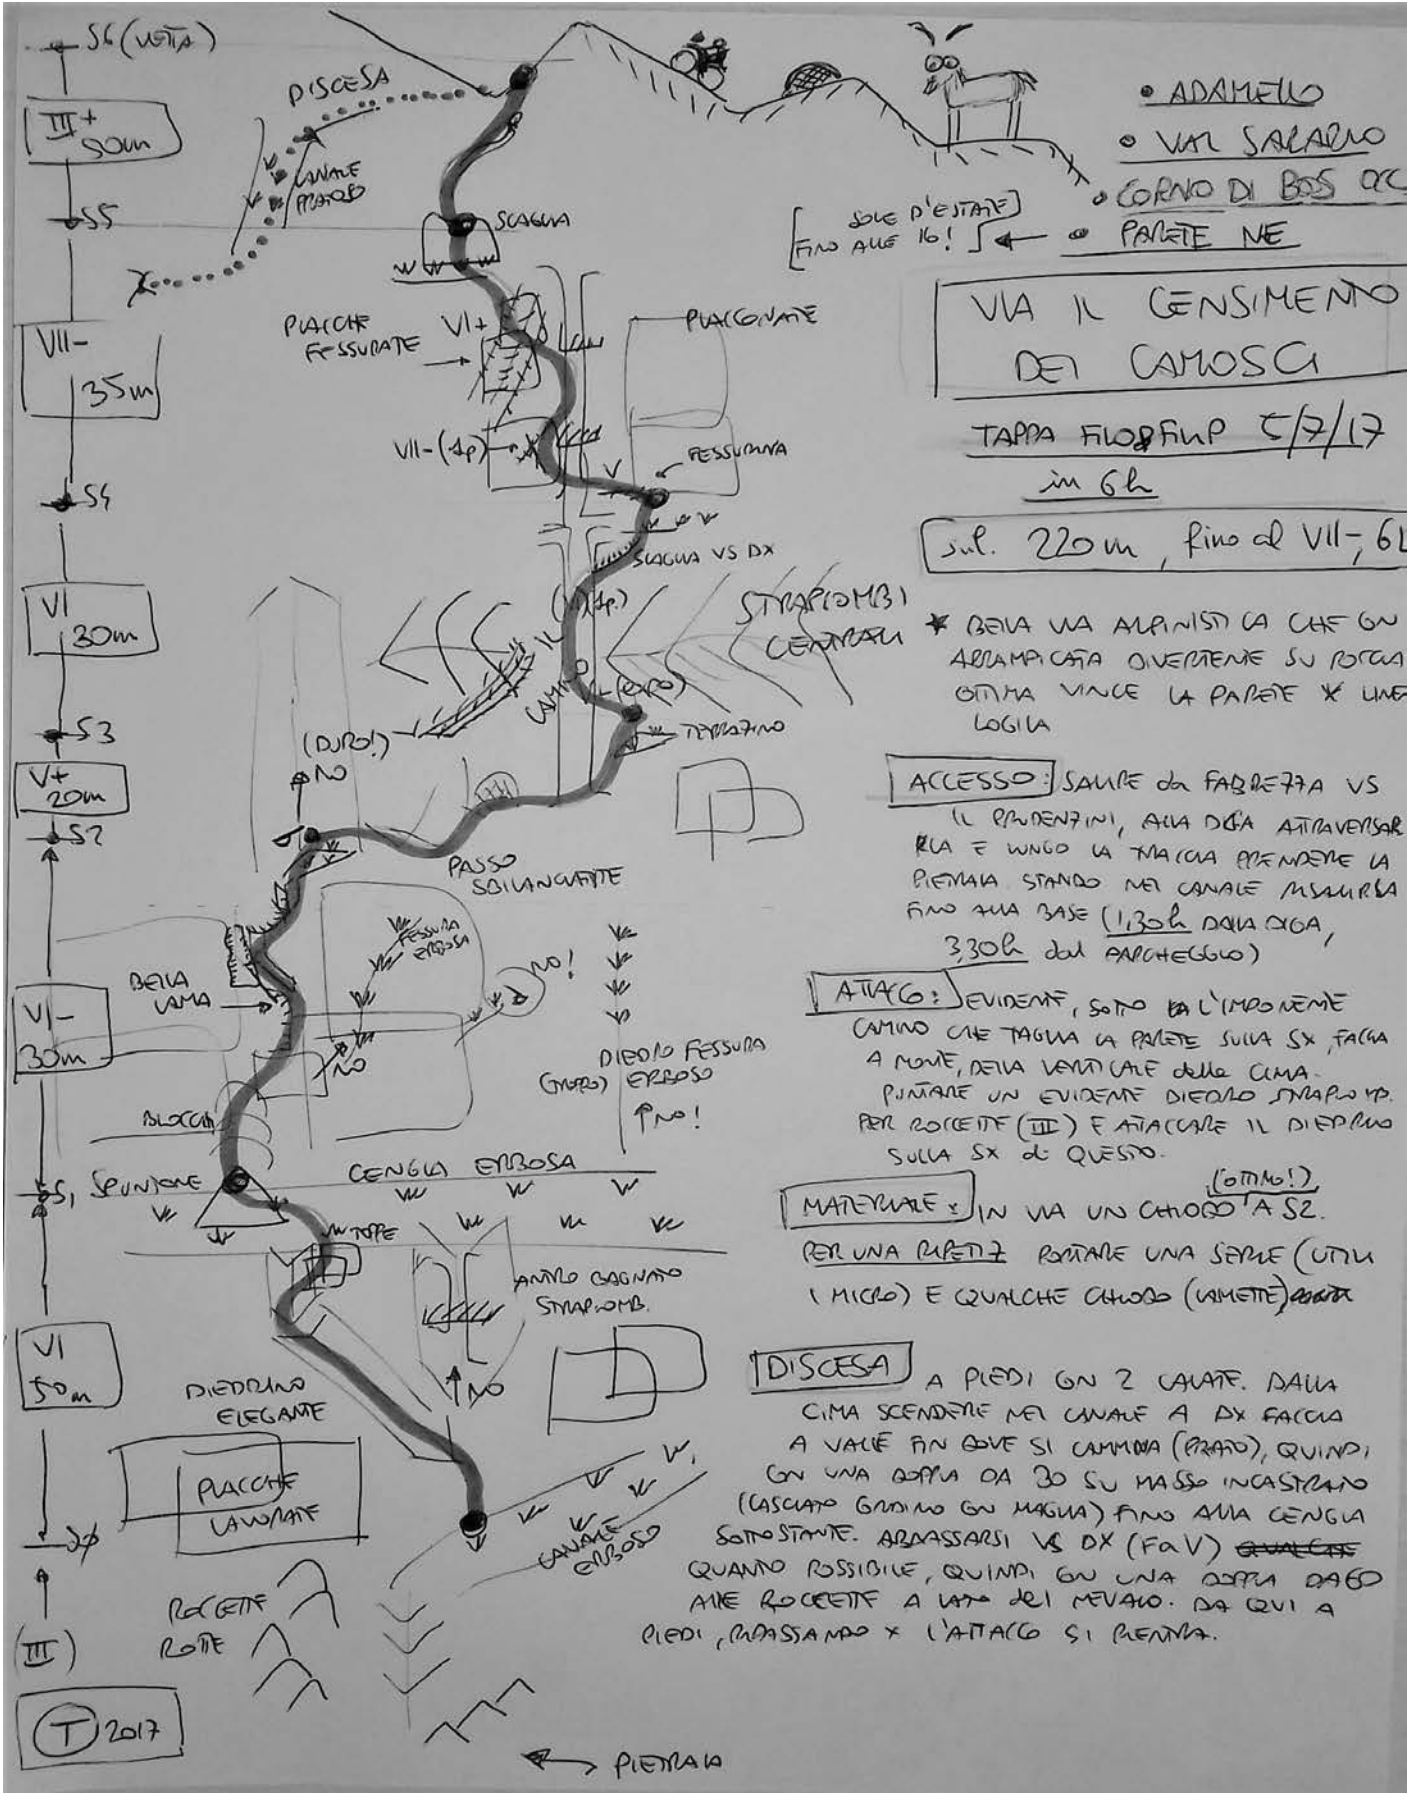 S6 (VETTA)
III+
50m
S5
VII-
35m
S4
VI
30m
S3
V+
20m
S2
VI-
30m
S1
VI
50m
S0
(III)
T 2017
DISCESA
CANALE
PRATOSO
SCAGLIA
PLACCHE
FESSURATE
VI+
PLACCONATE
VII- (1p)
V
FESSURINA
SCAGLIA VS DX
IL
CAMINO
(EXPO)
STRAPIOMBI
CENTRALI
TERRAZZINO
(DURO!)
NO
PASSO
SBILANCIANTE
FESSURA
ERBOSA
NO!
BELLA
LAMA
NO
DIEDRO FESSURA
ERBOSO
↑NO!
BLOCCHI
SPUNTONE
CENGIA ERBOSA
TOPPE
ANTRO BAGNATO
STRAPIOMB.
NO
DIEDRINO
ELEGANTE
PLACCHE
LAVORATE
CANALE
ERBOSO
ROCCETTE
ROTTE
PIETRAIA
• ADAMELLO
• VAL SALARNO
• CORNO DI BOS OCC
• PARETE NE
[SOLE D'ESTATE]
[FINO ALLE 16!]
VIA IL CENSIMENTO
DEI CAMOSCI
5/7/17
in 6h
Svil. 220m, fino al VII-, 6L
* BELLA VIA ALPINISTICA CHE CON
ARRAMPICATA DIVERTENTE SU ROCCIA
OTTIMA VINCE LA PARETE X LINEA
LOGICA
ACCESSO: SALIRE da FABREZZA VS
IL PRUDENZINI, ALLA DIGA ATTRAVERSAR
RLA E LUNGO LA TRACCIA PRENDERE LA
PIETRAIA STANDO NEL CANALE
FINO ALLA BASE (1,30h DALLA DIGA,
3,30h dal PARCHEGGIO)
ATTACCO: EVIDENTE, SOTTO L'IMPONENTE
CAMINO CHE TAGLIA LA PARETE SULLA SX, FACCIA
A MONTE, DELLA VERTICALE della CIMA.
PUNTARE UN EVIDENTE DIEDRO STRAPIOMB.
PER ROCCETTE (III) E ATTACCARE IL DIEDRINO
SULLA SX di QUESTO.
(OTTIMO!)
MATERIALE: IN VIA UN CHIODO A S2.
PER UNA RIPETIZ PORTARE UNA SERIE (UTILI
I MICRO) E QUALCHE CHIODO (LAMETTE)
DISCESA A PIEDI CON 2 CALATE. DALLA
CIMA SCENDERE NEL CANALE A DX FACCIA
A VALLE FIN DOVE SI CAMMINA (PRATO), QUINDI
CON UNA DOPPIA DA 30 SU MASSO INCASTRATO
(LASCIATO CORDINO CON MAGLIA) FINO ALLA CENGIA
SOTTOSTANTE. ABBASSARSI VS DX (FaV)
QUANTO POSSIBILE, QUINDI CON UNA DOPPIA DA 60
ALLE ROCCETTE A LATO del NEVAIO. DA QUI A
PIEDI, RIPASSANDO X L'ATTACCO SI RIENTRA.